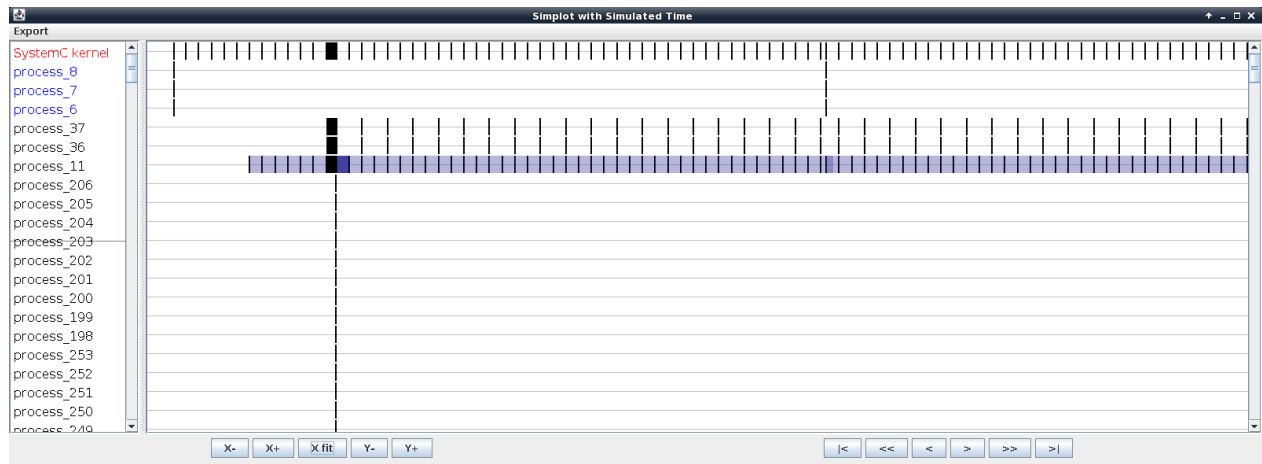 Simplot with Simulated Time
Export
SystemC kernel
process_8
process_7
process_6
process_37
process_36
process_11
process_206
process_205
process_204
process_203
process_202
process_201
process_200
process_199
process_198
process_253
process_252
process_251
process_250
process_249
X- X+ X fit Y- Y+ |< << < > >> >|